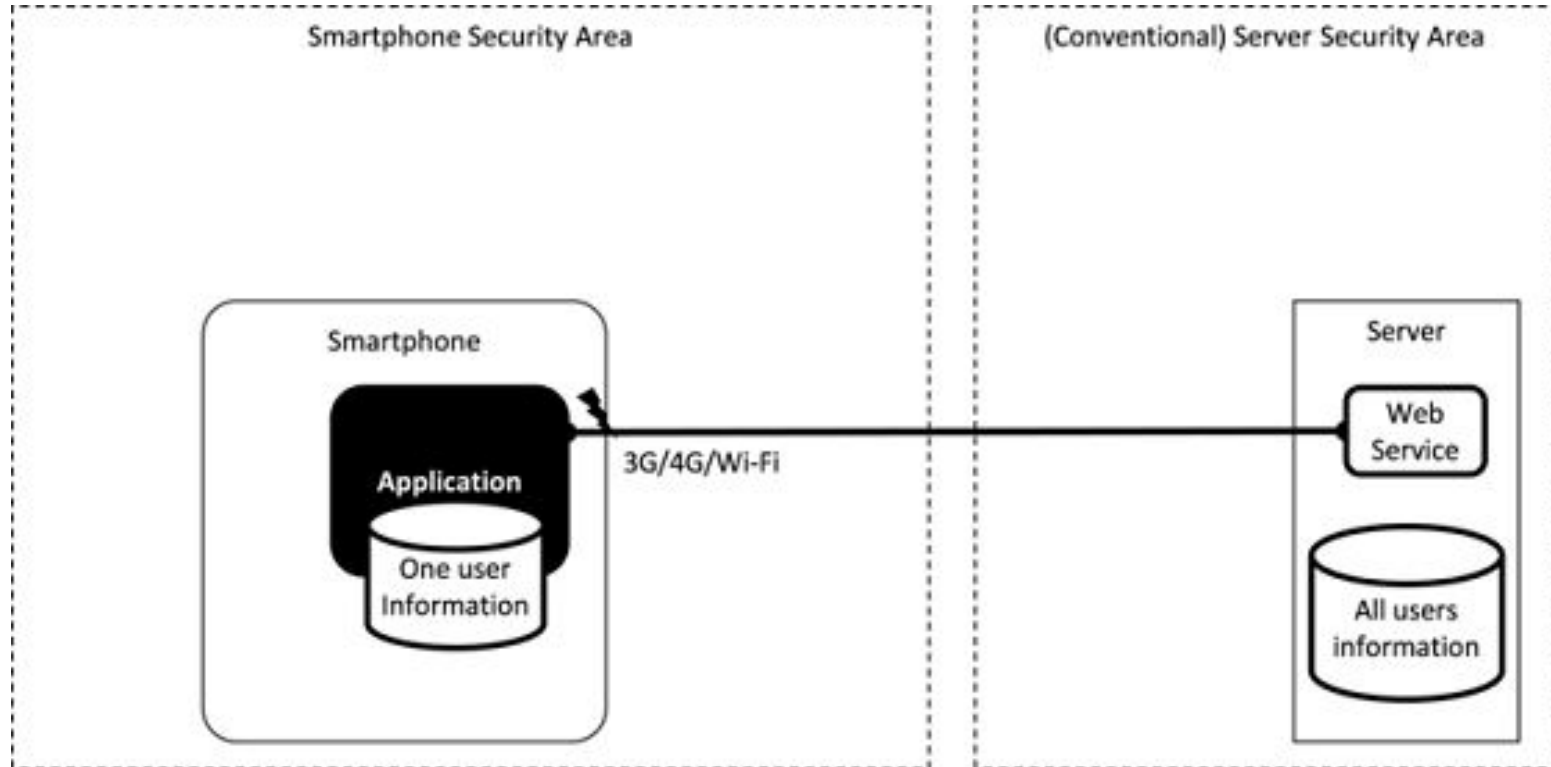 Smartphone Security Area
(Conventional) Server Security Area
Smartphone
Application
One user
Information
3G/4G/Wi-Fi
Server
Web
Service
All users
information